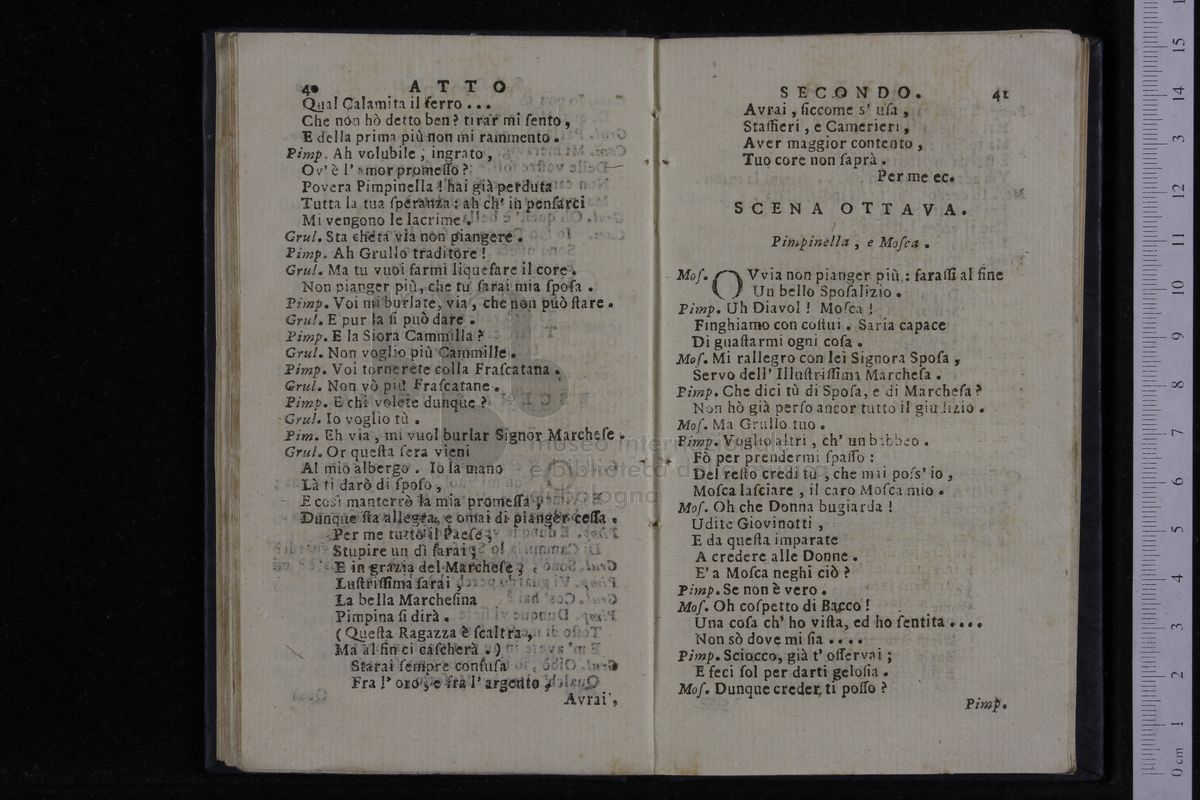 40 ATTO
Qual Calamita il ferro...
Che non hò detto ben? tirar mi sento,
E della prima più non mi rammento.
Pimp. Ah volubile, ingrato,
Ov' è l' amor promesso?
Povera Pimpinella! hai già perduta
Tutta la tua speranza: ah ch' in pensarci
Mi vengono le lacrime.
Grul. Sta cheta via non piangere.
Pimp. Ah Grullo traditore!
Grul. Ma tu vuoi farmi liquefare il core.
Non pianger più, che tu sarai mia sposa.
Pimp. Voi mi burlate, via, che non può stare.
Grul. E pur la si può dare.
Pimp. E la Siora Cammilla?
Grul. Non voglio più Cammille.
Pimp. Voi tornerete colla Frascatana.
Grul. Non vò più Frascatane.
Pimp. E chi volete dunque?
Grul. Io voglio tù.
Pim. Eh via, mi vuol burlar Signor Marchese.
Grul. Or questa sera vieni
Al mio albergo. Io la mano
Là ti darò di sposo,
E così manterrò la mia promessa;
Dunque sta allegra, e omai di pianger cessa.
Per me tutto il Paese
Stupire un dì farai;
E in grazia del Marchese;
Lustrissima sarai;
La bella Marchesina
Pimpina si dirà.
(Questa Ragazza è scaltra,
Ma al fin ci cascherà.)
Starai sempre confusa
Fra l' oro, e fra l' argento,
Avrai,
SECONDO. 41
Avrai, siccome s' usa,
Staffieri, e Camerieri,
Aver maggior contento,
Tuo core non saprà.
Per me ec.
SCENA OTTAVA.
Pimpinella, e Mosca.
Mos. OVvia non pianger più: farassi al fine
Un bello Sposalizio.
Pimp. Uh Diavol! Mosca!
Finghiamo con costui. Saria capace
Di guastarmi ogni cosa.
Mos. Mi rallegro con lei Signora Sposa,
Servo dell' Illustrissima Marchesa.
Pimp. Che dici tù di Sposa, e di Marchesa?
Non hò già perso ancor tutto il giudizio.
Mos. Ma Grullo tuo.
Pimp. Voglio altri, ch' un babbeo.
Fò per prendermi spasso:
Del resto credi tu, che mai pos s' io,
Mosca lasciare, il caro Mosca mio.
Mos. Oh che Donna bugiarda!
Udite Giovinotti,
E da questa imparate
A credere alle Donne.
E' a Mosca neghi ciò?
Pimp. Se non è vero.
Mos. Oh cospetto di Bacco!
Una cosa ch' ho vista, ed ho sentita....
Non sò dove mi sia....
Pimp. Sciocco, già t' osservai;
E feci sol per darti gelosia.
Mos. Dunque creder ti posso?
Pimp.
museo internazionale
e biblioteca della musica
di bologna